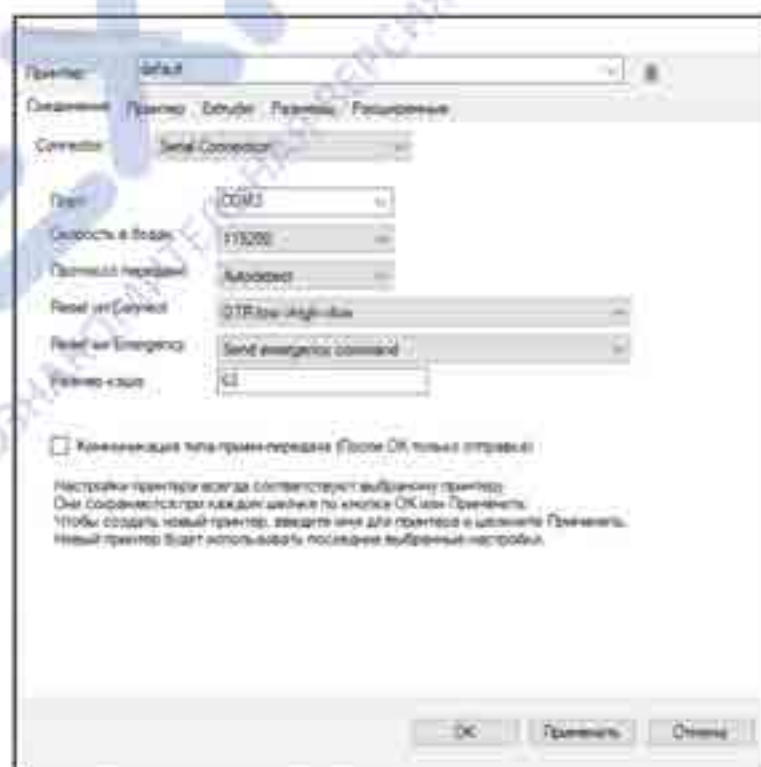 Принтер: default
Соединение Принтер Extruder Размеры Расширенные
Connector: Serial Connection
Порт:
Скорость в бодах: 115200
Протокол передачи: Autodetect
Reset on Connect DTR low->high->low
Reset on Emergency Send emergency command
Размер кэша: 63
Коммуникация типа прием-передача (После ОК только отправка)
Настройки принтера всегда соответствуют выбранному принтеру.
Они сохраняются при каждом щелчке по кнопке ОК или Применить.
Чтобы создать новый принтер, введите имя для принтера и щелкните Применить.
Новый принтер будет использовать последние выбранные настройки.
OK Применить Отмена